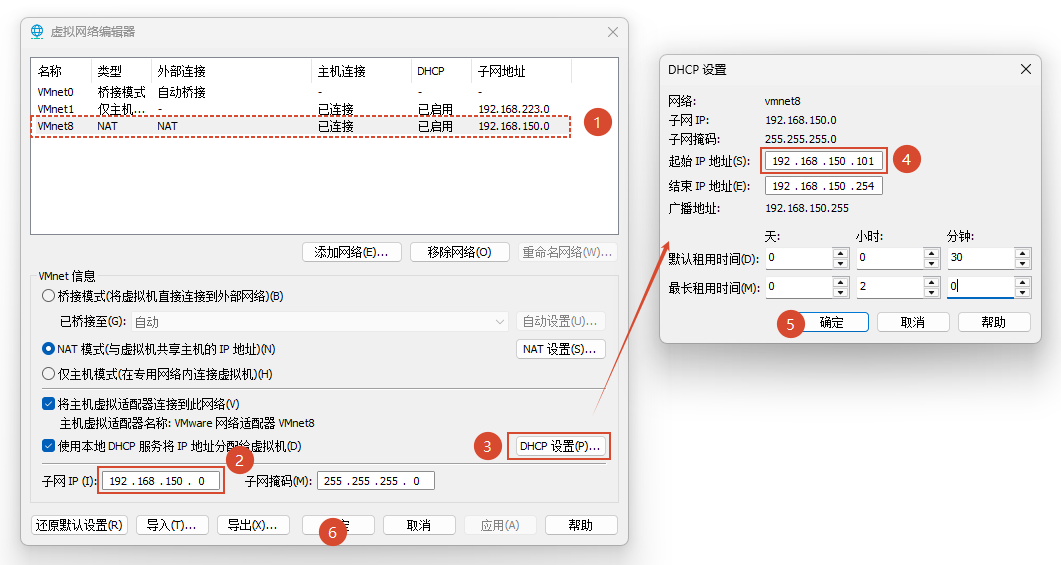 虚拟网络编辑器
名称 类型 外部连接 主机连接 DHCP 子网地址
VMnet0 桥接模式 自动桥接 - - -
VMnet1 仅主机... - 已连接 已启用 192.168.223.0
VMnet8 NAT NAT 已连接 已启用 192.168.150.0
1
添加网络(E)... 移除网络(O) 重命名网络(W)...
VMnet 信息
桥接模式(将虚拟机直接连接到外部网络)(B)
已桥接至(G): 自动 自动设置(U)...
NAT 模式(与虚拟机共享主机的 IP 地址)(N) NAT 设置(S)...
仅主机模式(在专用网络内连接虚拟机)(H)
将主机虚拟适配器连接到此网络(V)
主机虚拟适配器名称: VMware 网络适配器 VMnet8
使用本地 DHCP 服务将 IP 地址分配给虚拟机(D) 3 DHCP 设置(P)...
2
子网 IP (I): 192 . 168 . 150 . 0 子网掩码(M): 255 . 255 . 255 . 0
还原默认设置(R) 导入(T)... 导出(X)... 6 取消 应用(A) 帮助
DHCP 设置
网络: vmnet8
子网 IP: 192.168.150.0
子网掩码: 255.255.255.0
起始 IP 地址(S): 192 . 168 . 150 . 101 4
结束 IP 地址(E): 192 . 168 . 150 . 254
广播地址: 192.168.150.255
天: 小时: 分钟:
默认租用时间(D): 0 0 30
最长租用时间(M): 0 2 0
5 确定 取消 帮助